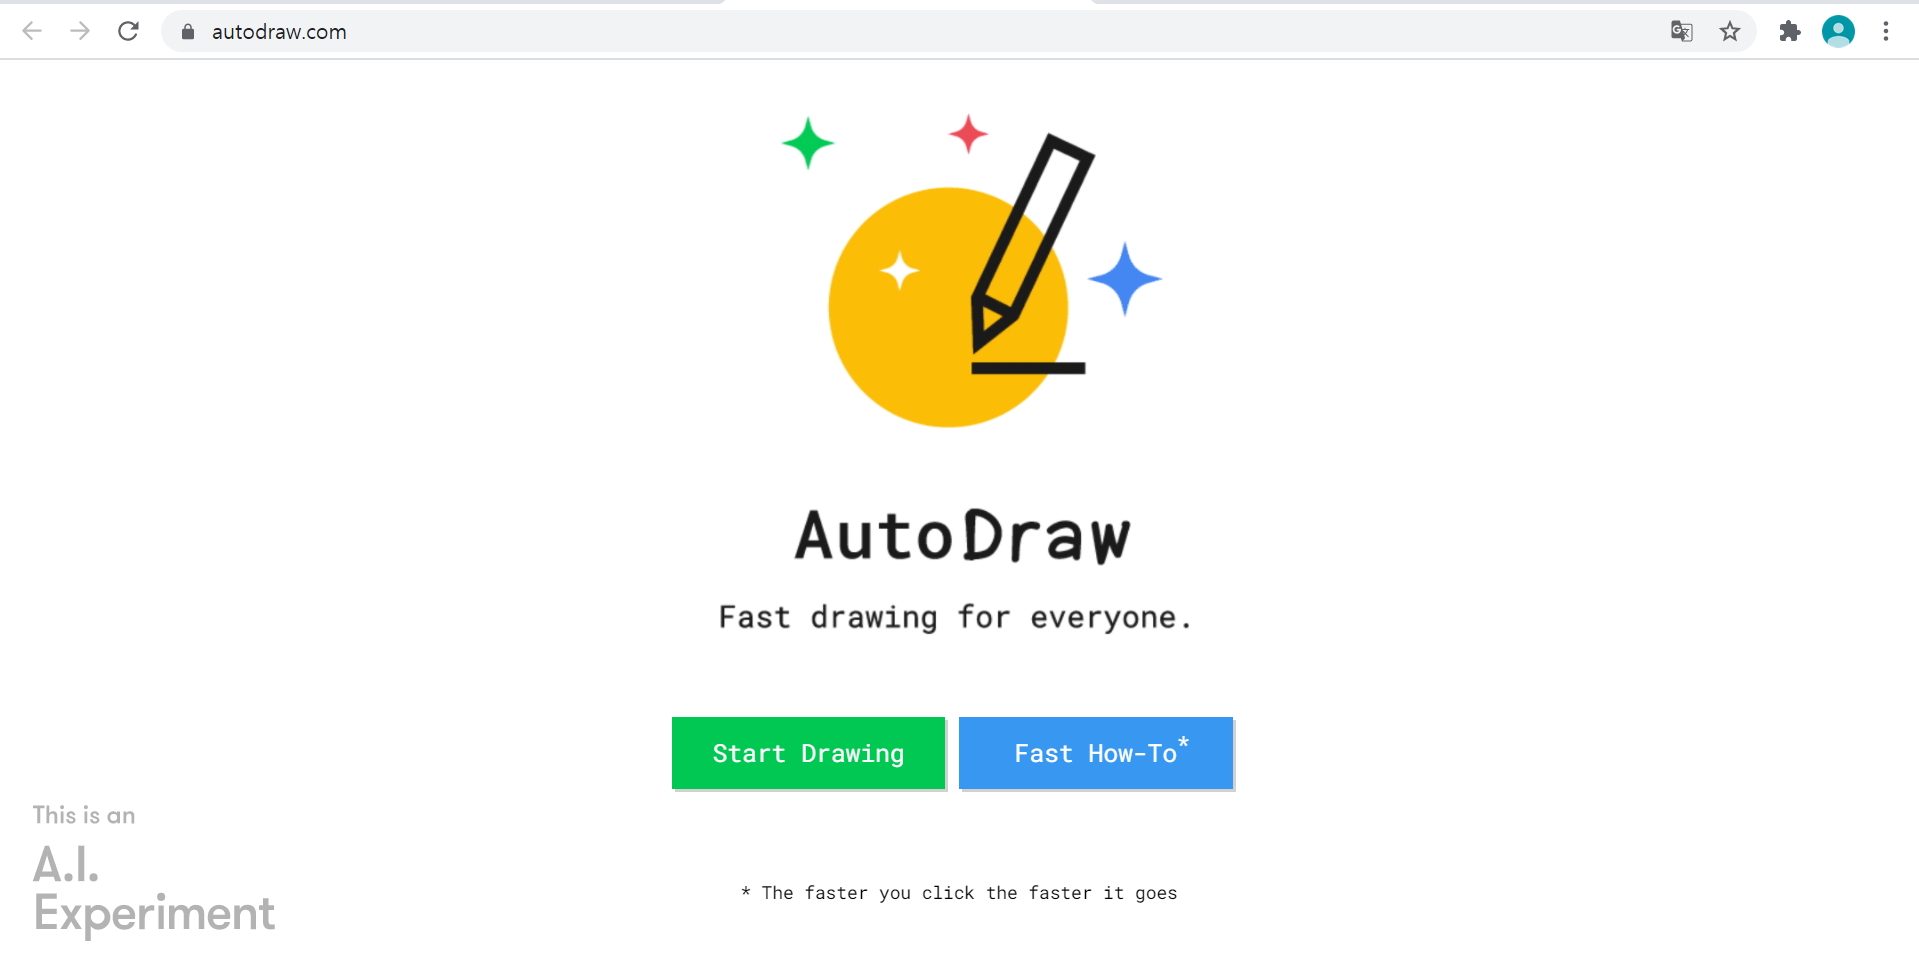 autodraw.com
AutoDraw
Fast drawing for everyone.
Start Drawing
Fast How-To*
This is an
A.I.
Experiment
* The faster you click the faster it goes